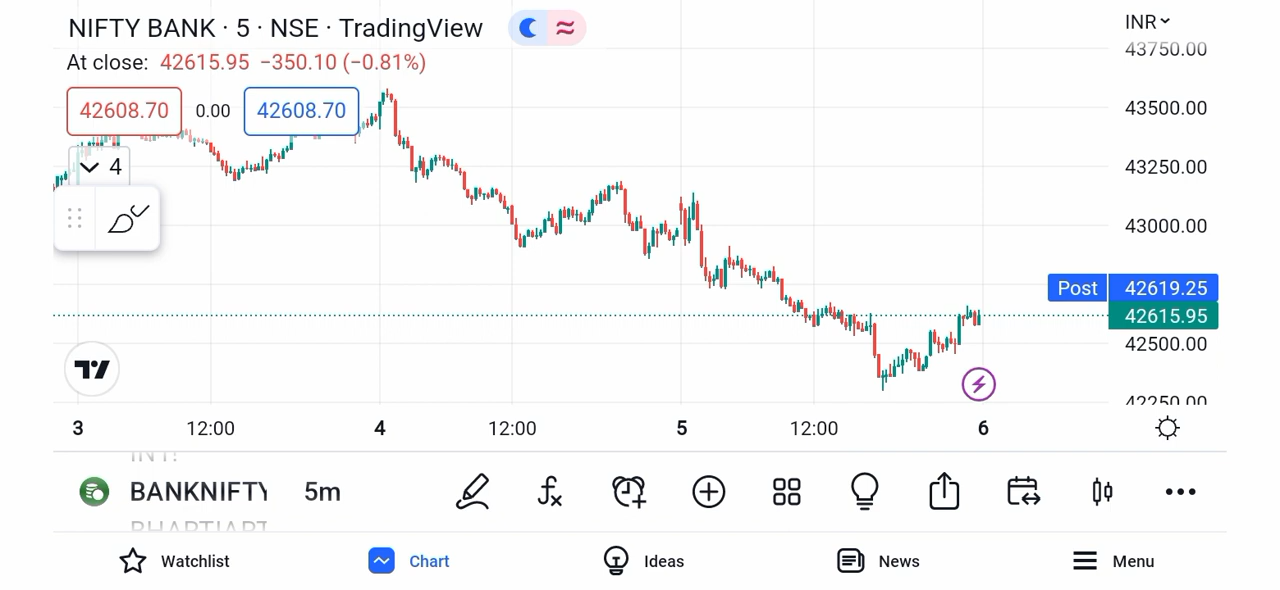 NIFTY BANK · 5 · NSE · TradingView
INR
At close: 42615.95 −350.10 (−0.81%)
43750.00
42608.70 0.00 42608.70
43500.00
4
43250.00
43000.00
Post 42619.25
42615.95
42500.00
42250.00
3 12:00 4 12:00 5 12:00 6
BANKNIFTY 5m
BHARTIART
Watchlist Chart Ideas News Menu